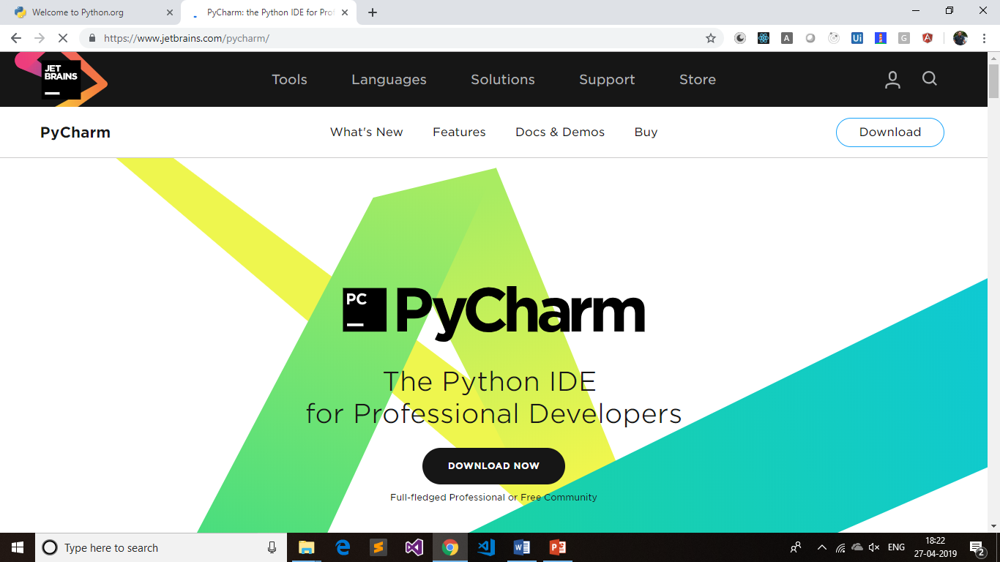 Welcome to Python.org
PyCharm: the Python IDE for Prof
https://www.jetbrains.com/pycharm/
A
Ui
G
JET
BRAINS
Tools
Languages
Solutions
Support
Store
PyCharm
What's New
Features
Docs & Demos
Buy
Download
PC
PyCharm
The Python IDE
for Professional Developers
DOWNLOAD NOW
Full-fledged Professional or Free Community
Type here to search
ENG
18:22
27-04-2019
2